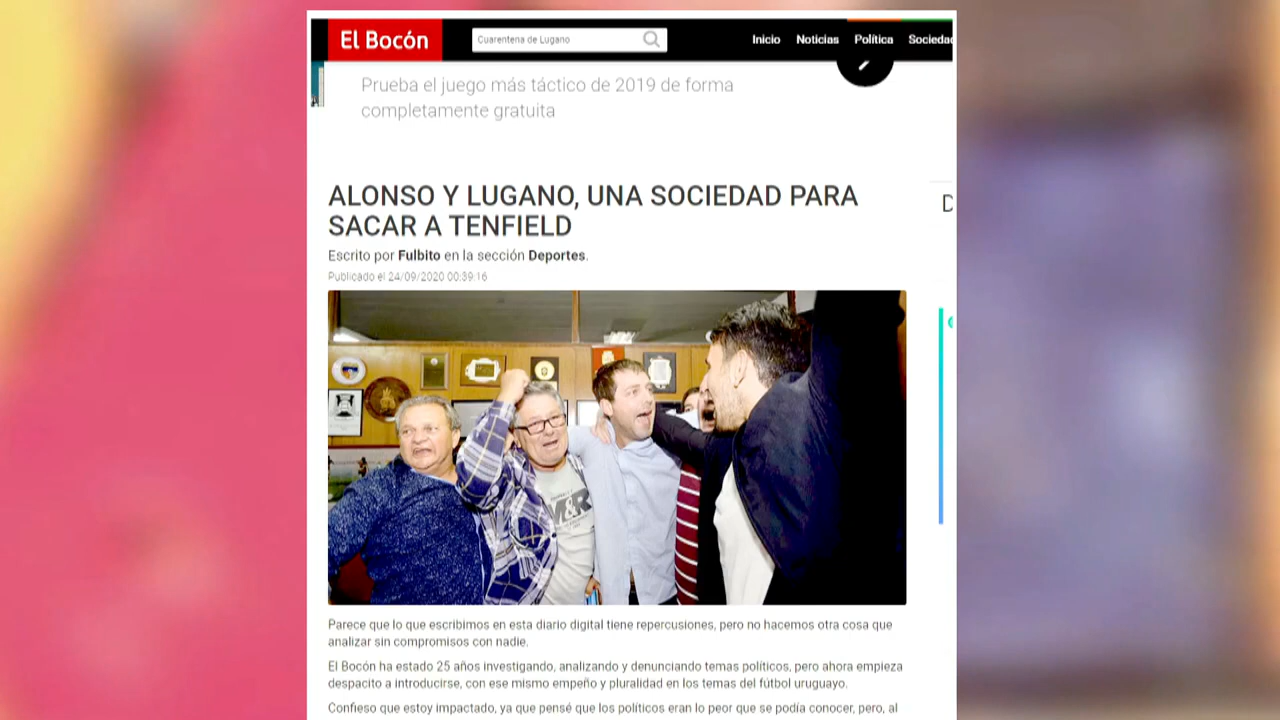 El Bocón
Cuarentena de Lugano
Inicio Noticias Política Sociedad
Prueba el juego más táctico de 2019 de forma
completamente gratuita
ALONSO Y LUGANO, UNA SOCIEDAD PARA
SACAR A TENFIELD
Escrito por Fulbito en la sección Deportes.
Publicado el 24/09/2020 00:39:16
M&R
Parece que lo que escribimos en esta diario digital tiene repercusiones, pero no hacemos otra cosa que
analizar sin compromisos con nadie.
El Bocón ha estado 25 años investigando, analizando y denunciando temas políticos, pero ahora empieza
despacito a introducirse, con ese mismo empeño y pluralidad en los temas del fútbol uruguayo.
Confieso que estoy impactado, ya que pensé que los políticos eran lo peor que se podía conocer, pero, al